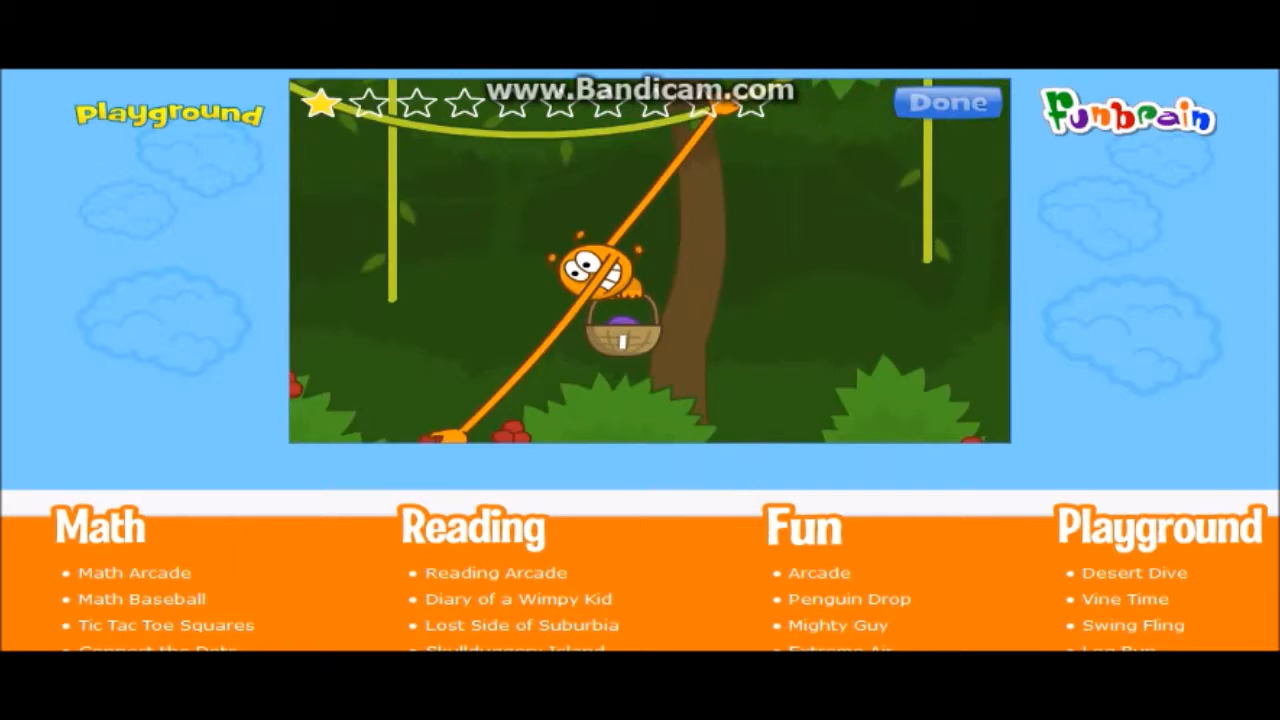 www.Bandicam.com
Playground
Done
Funbrain
1
Math
Math Arcade
Math Baseball
Tic Tac Toe Squares
Reading
Reading Arcade
Diary of a Wimpy Kid
Lost Side of Suburbia
Fun
Arcade
Penguin Drop
Mighty Guy
Playground
Desert Dive
Vine Time
Swing Fling